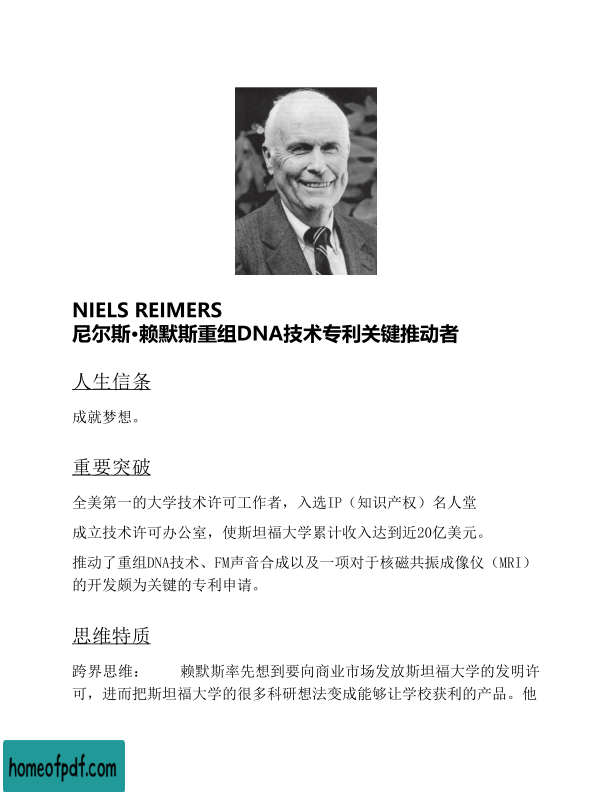 NIELS REIMERS
尼尔斯•赖默斯重组DNA技术专利关键推动者
人生信条
成就梦想。
重要突破
全美第一的大学技术许可工作者，入选IP（知识产权）名人堂
成立技术许可办公室，使斯坦福大学累计收入达到近20亿美元。
推动了重组DNA技术、FM声音合成以及一项对于核磁共振成像仪（MRI）
的开发颇为关键的专利申请。
思维特质
跨界思维： 赖默斯率先想到要向商业市场发放斯坦福大学的发明许
可，进而把斯坦福大学的很多科研想法变成能够让学校获利的产品。他
homeofpdf.com